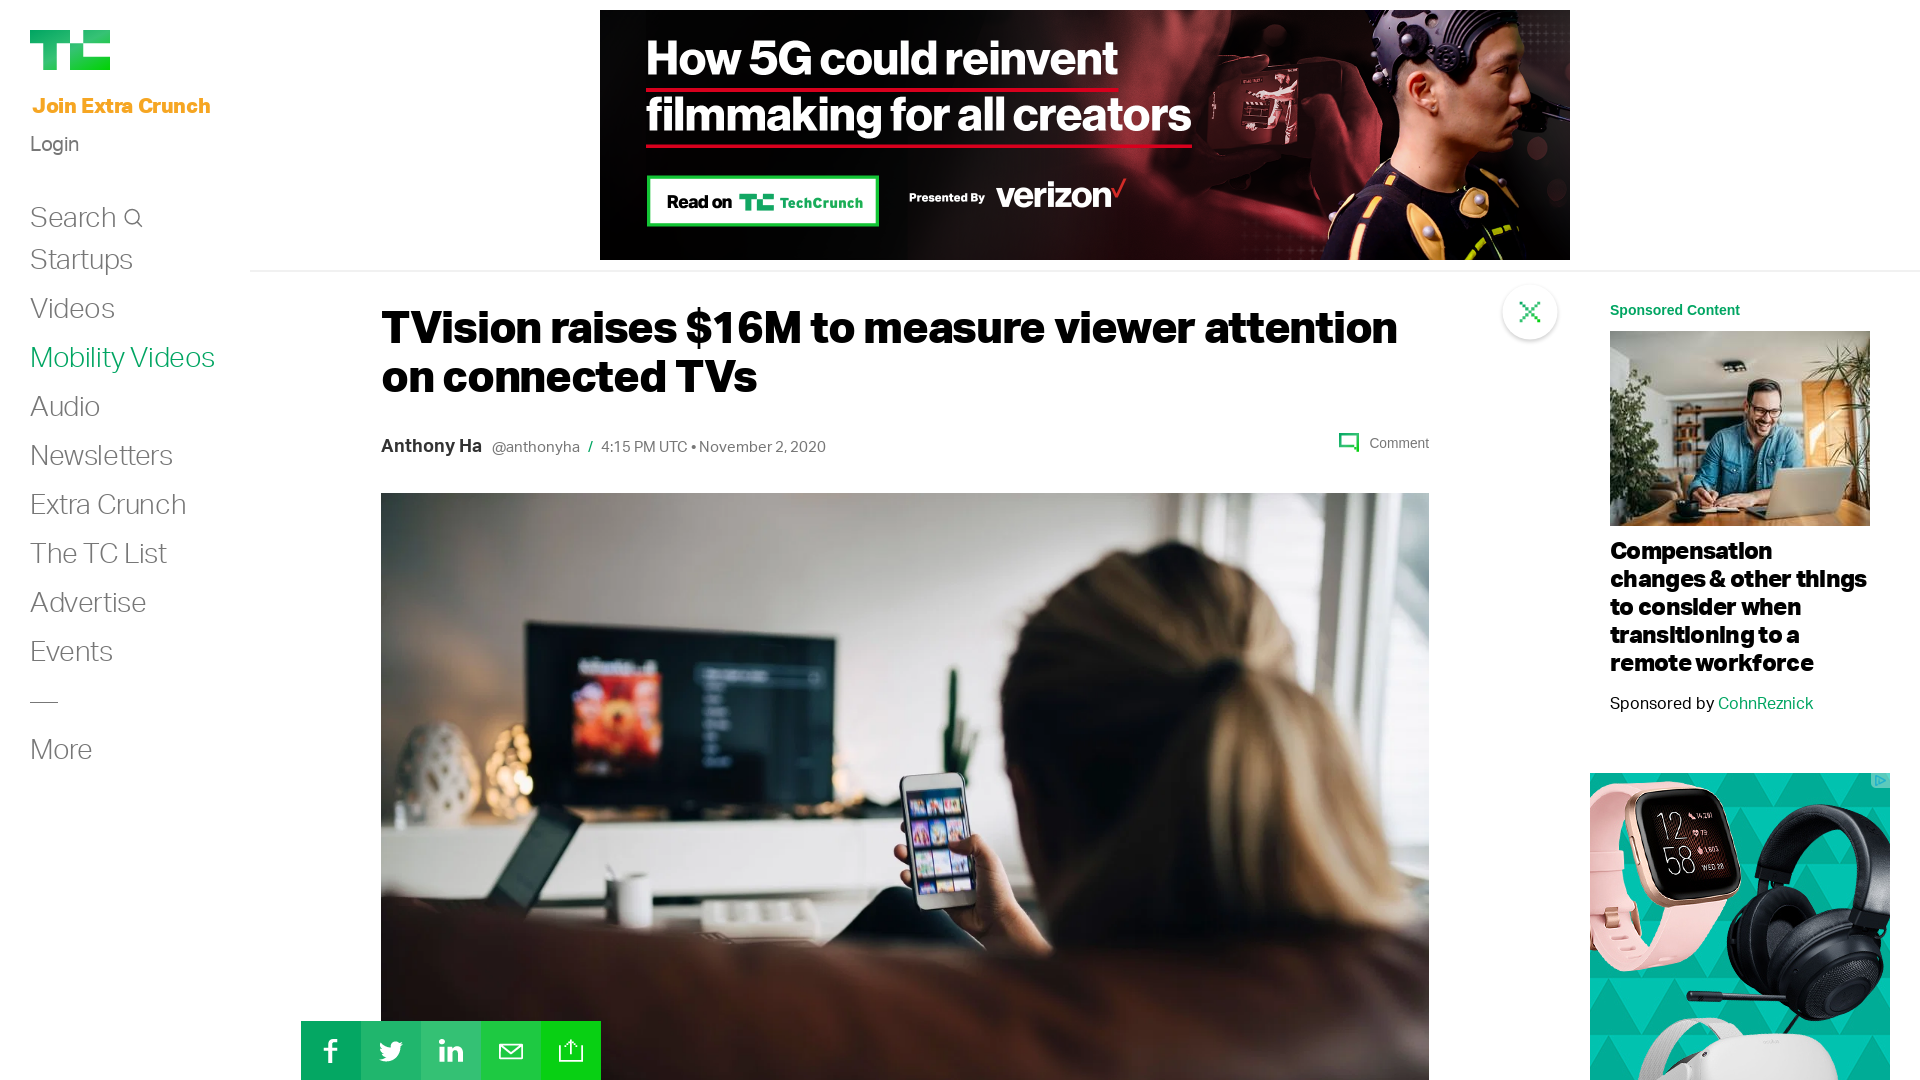 Join Extra Crunch
Login
Search
Startups
Videos
Mobility Videos
Audio
Newsletters
Extra Crunch
The TC List
Advertise
Events
More
How 5G could reinvent
filmmaking for all creators
Read on TC TechCrunch
Presented By verizon
TVision raises $16M to measure viewer attention
on connected TVs
Anthony Ha @anthonyha / 4:15 PM UTC • November 2, 2020
Comment
Sponsored Content
Compensation
changes & other things
to consider when
transitioning to a
remote workforce
Sponsored by CohnReznick
12
58